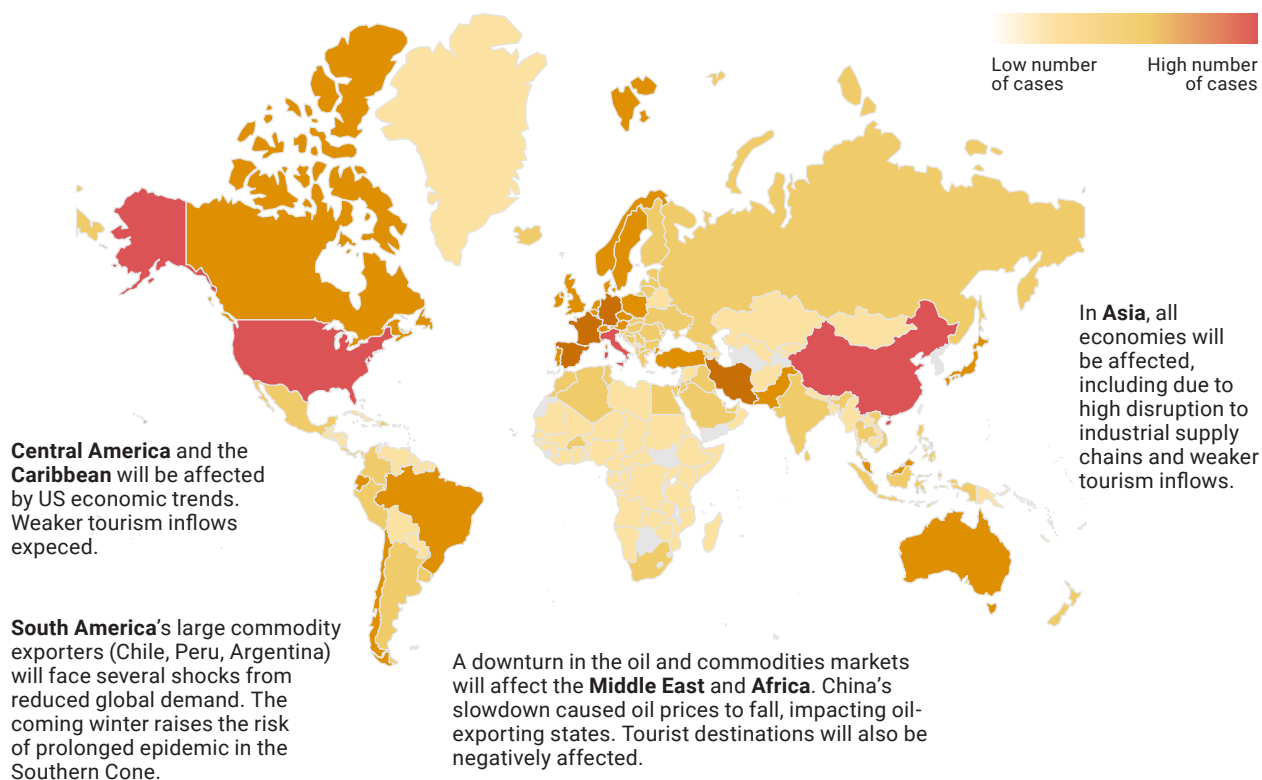 Low number
of cases
High number
of cases
In Asia, all
economies will
be affected,
including due to
high disruption to
industrial supply
chains and weaker
tourism inflows.
Central America and the
Caribbean will be affected
by US economic trends.
Weaker tourism inflows
expeced.
South America’s large commodity
exporters (Chile, Peru, Argentina)
will face several shocks from
reduced global demand. The
coming winter raises the risk
of prolonged epidemic in the
Southern Cone.
A downturn in the oil and commodities markets
will affect the Middle East and Africa. China’s
slowdown caused oil prices to fall, impacting oil-
exporting states. Tourist destinations will also be
negatively affected.